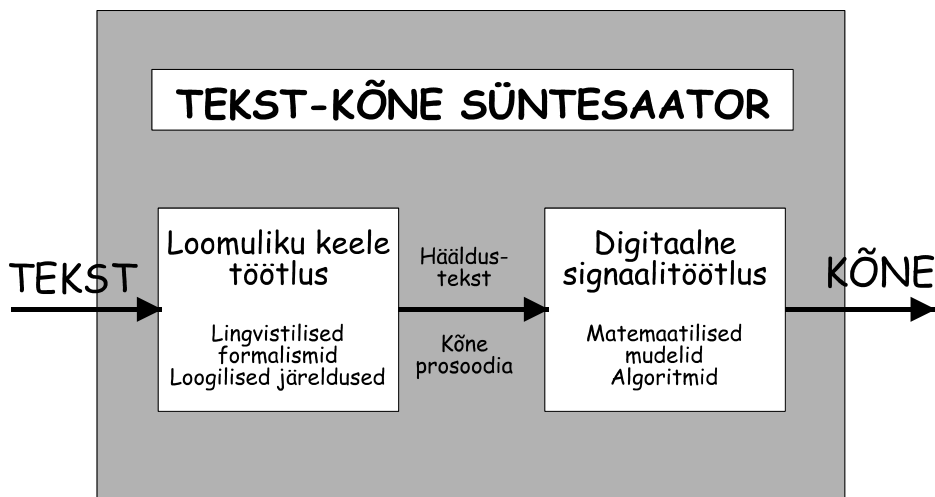 TEKST-KÕNE SÜNTESAATOR
TEKST
Loomuliku keele
töötlus
Lingvistilised
formalismid
Loogilised järeldused
Hääldus-
tekst
Kõne
prosoodia
Digitaalne
signaalitöötlus
Matemaatilised
mudelid
Algoritmid
KÕNE